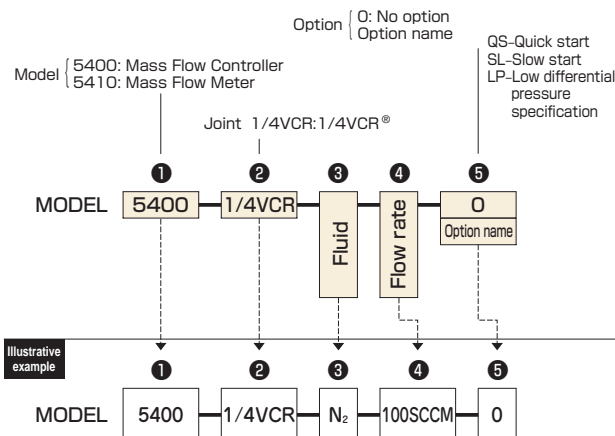 Option { 0: No option
Option name
QS–Quick start
SL–Slow start
LP–Low differential
pressure
specification
Model { 5400: Mass Flow Controller
5410: Mass Flow Meter
Joint 1/4VCR:1/4VCR®
❶ ❷ ❸ ❹ ❺
MODEL 5400 1/4VCR Fluid Flow rate 0
Option name
Illustrative
example
❶ ❷ ❸ ❹ ❺
MODEL 5400 1/4VCR N₂ 100SCCM 0